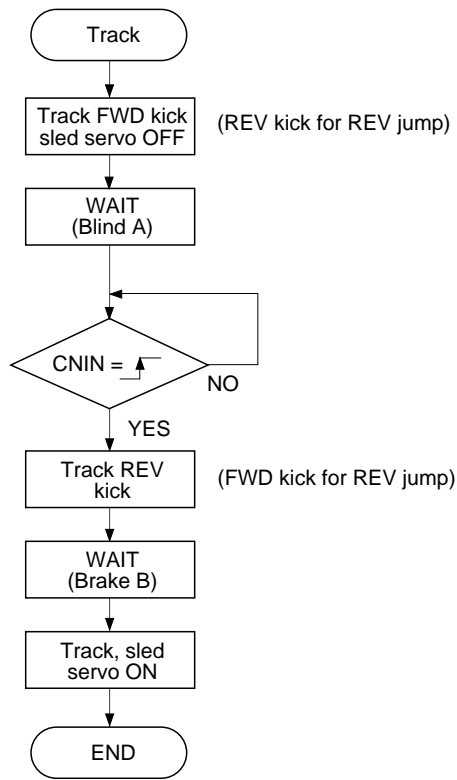 Track
Track FWD kick
sled servo OFF
(REV kick for REV jump)
WAIT
(Blind A)
CNIN =
NO
YES
Track REV
kick
(FWD kick for REV jump)
WAIT
(Brake B)
Track, sled
servo ON
END